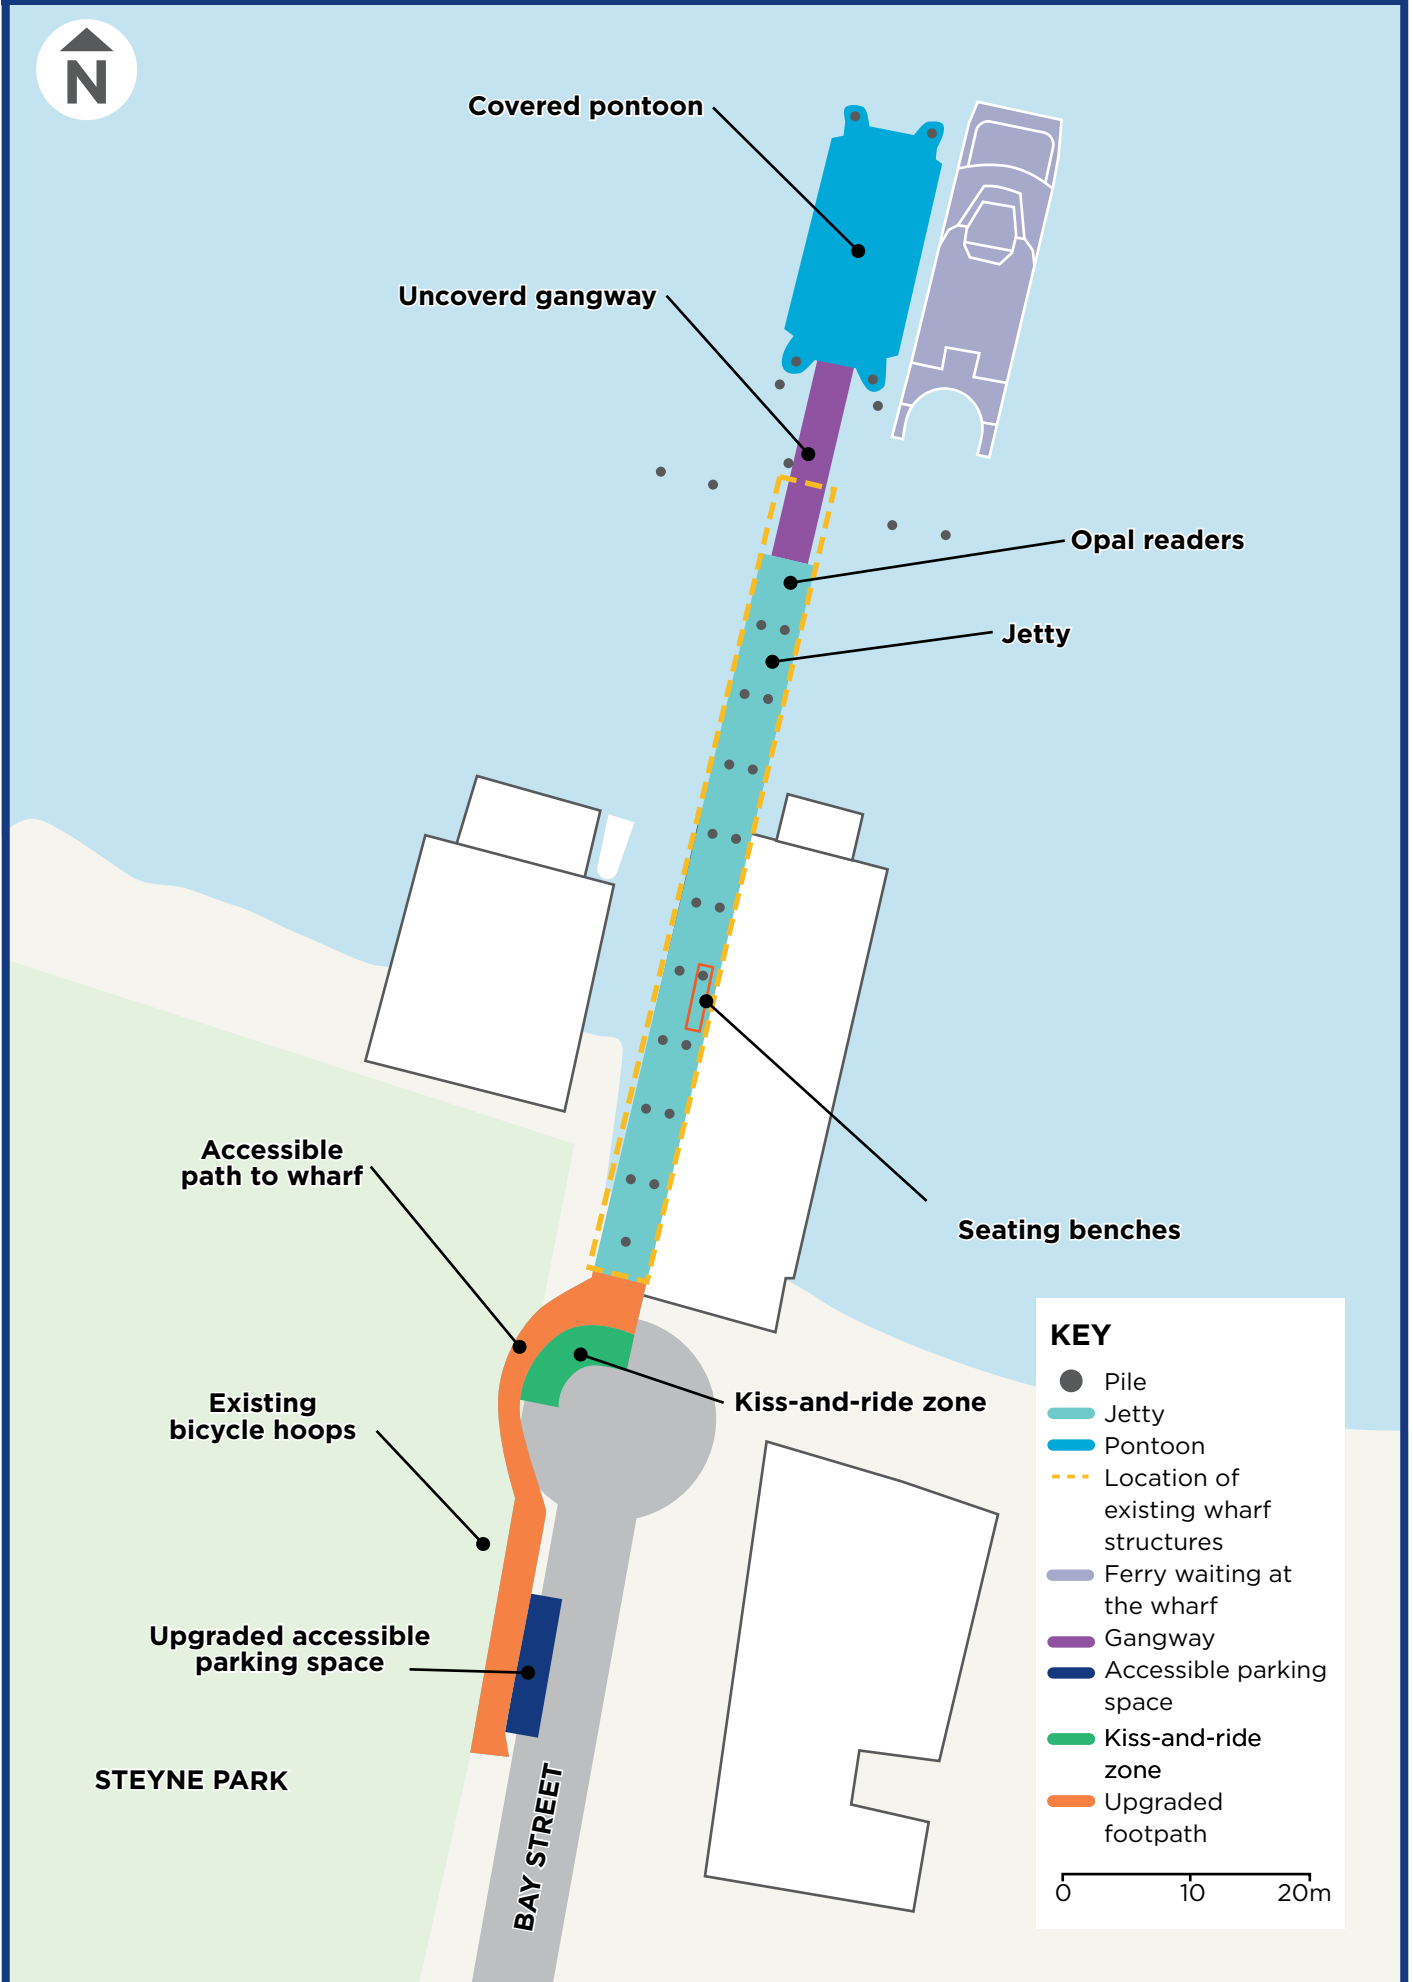 N
Covered pontoon
Uncoverd gangway
Opal readers
Jetty
Accessible
path to wharf
Seating benches
Existing
bicycle hoops
Kiss-and-ride zone
Upgraded accessible
parking space
STEYNE PARK
BAY STREET
KEY
Pile
Jetty
Pontoon
Location of
existing wharf
structures
Ferry waiting at
the wharf
Gangway
Accessible parking
space
Kiss-and-ride
zone
Upgraded
footpath
0 10 20m